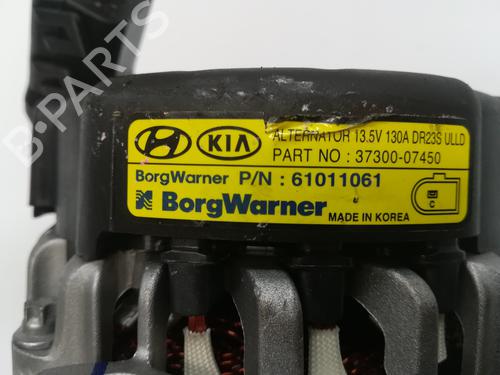 KIA
ALTERNATOR 13.5V 130A DR23S ULLD
PART NO : 37300-07450
BorgWarner P/N : 61011061
BorgWarner
MADE IN KOREA
C
B-PARTS